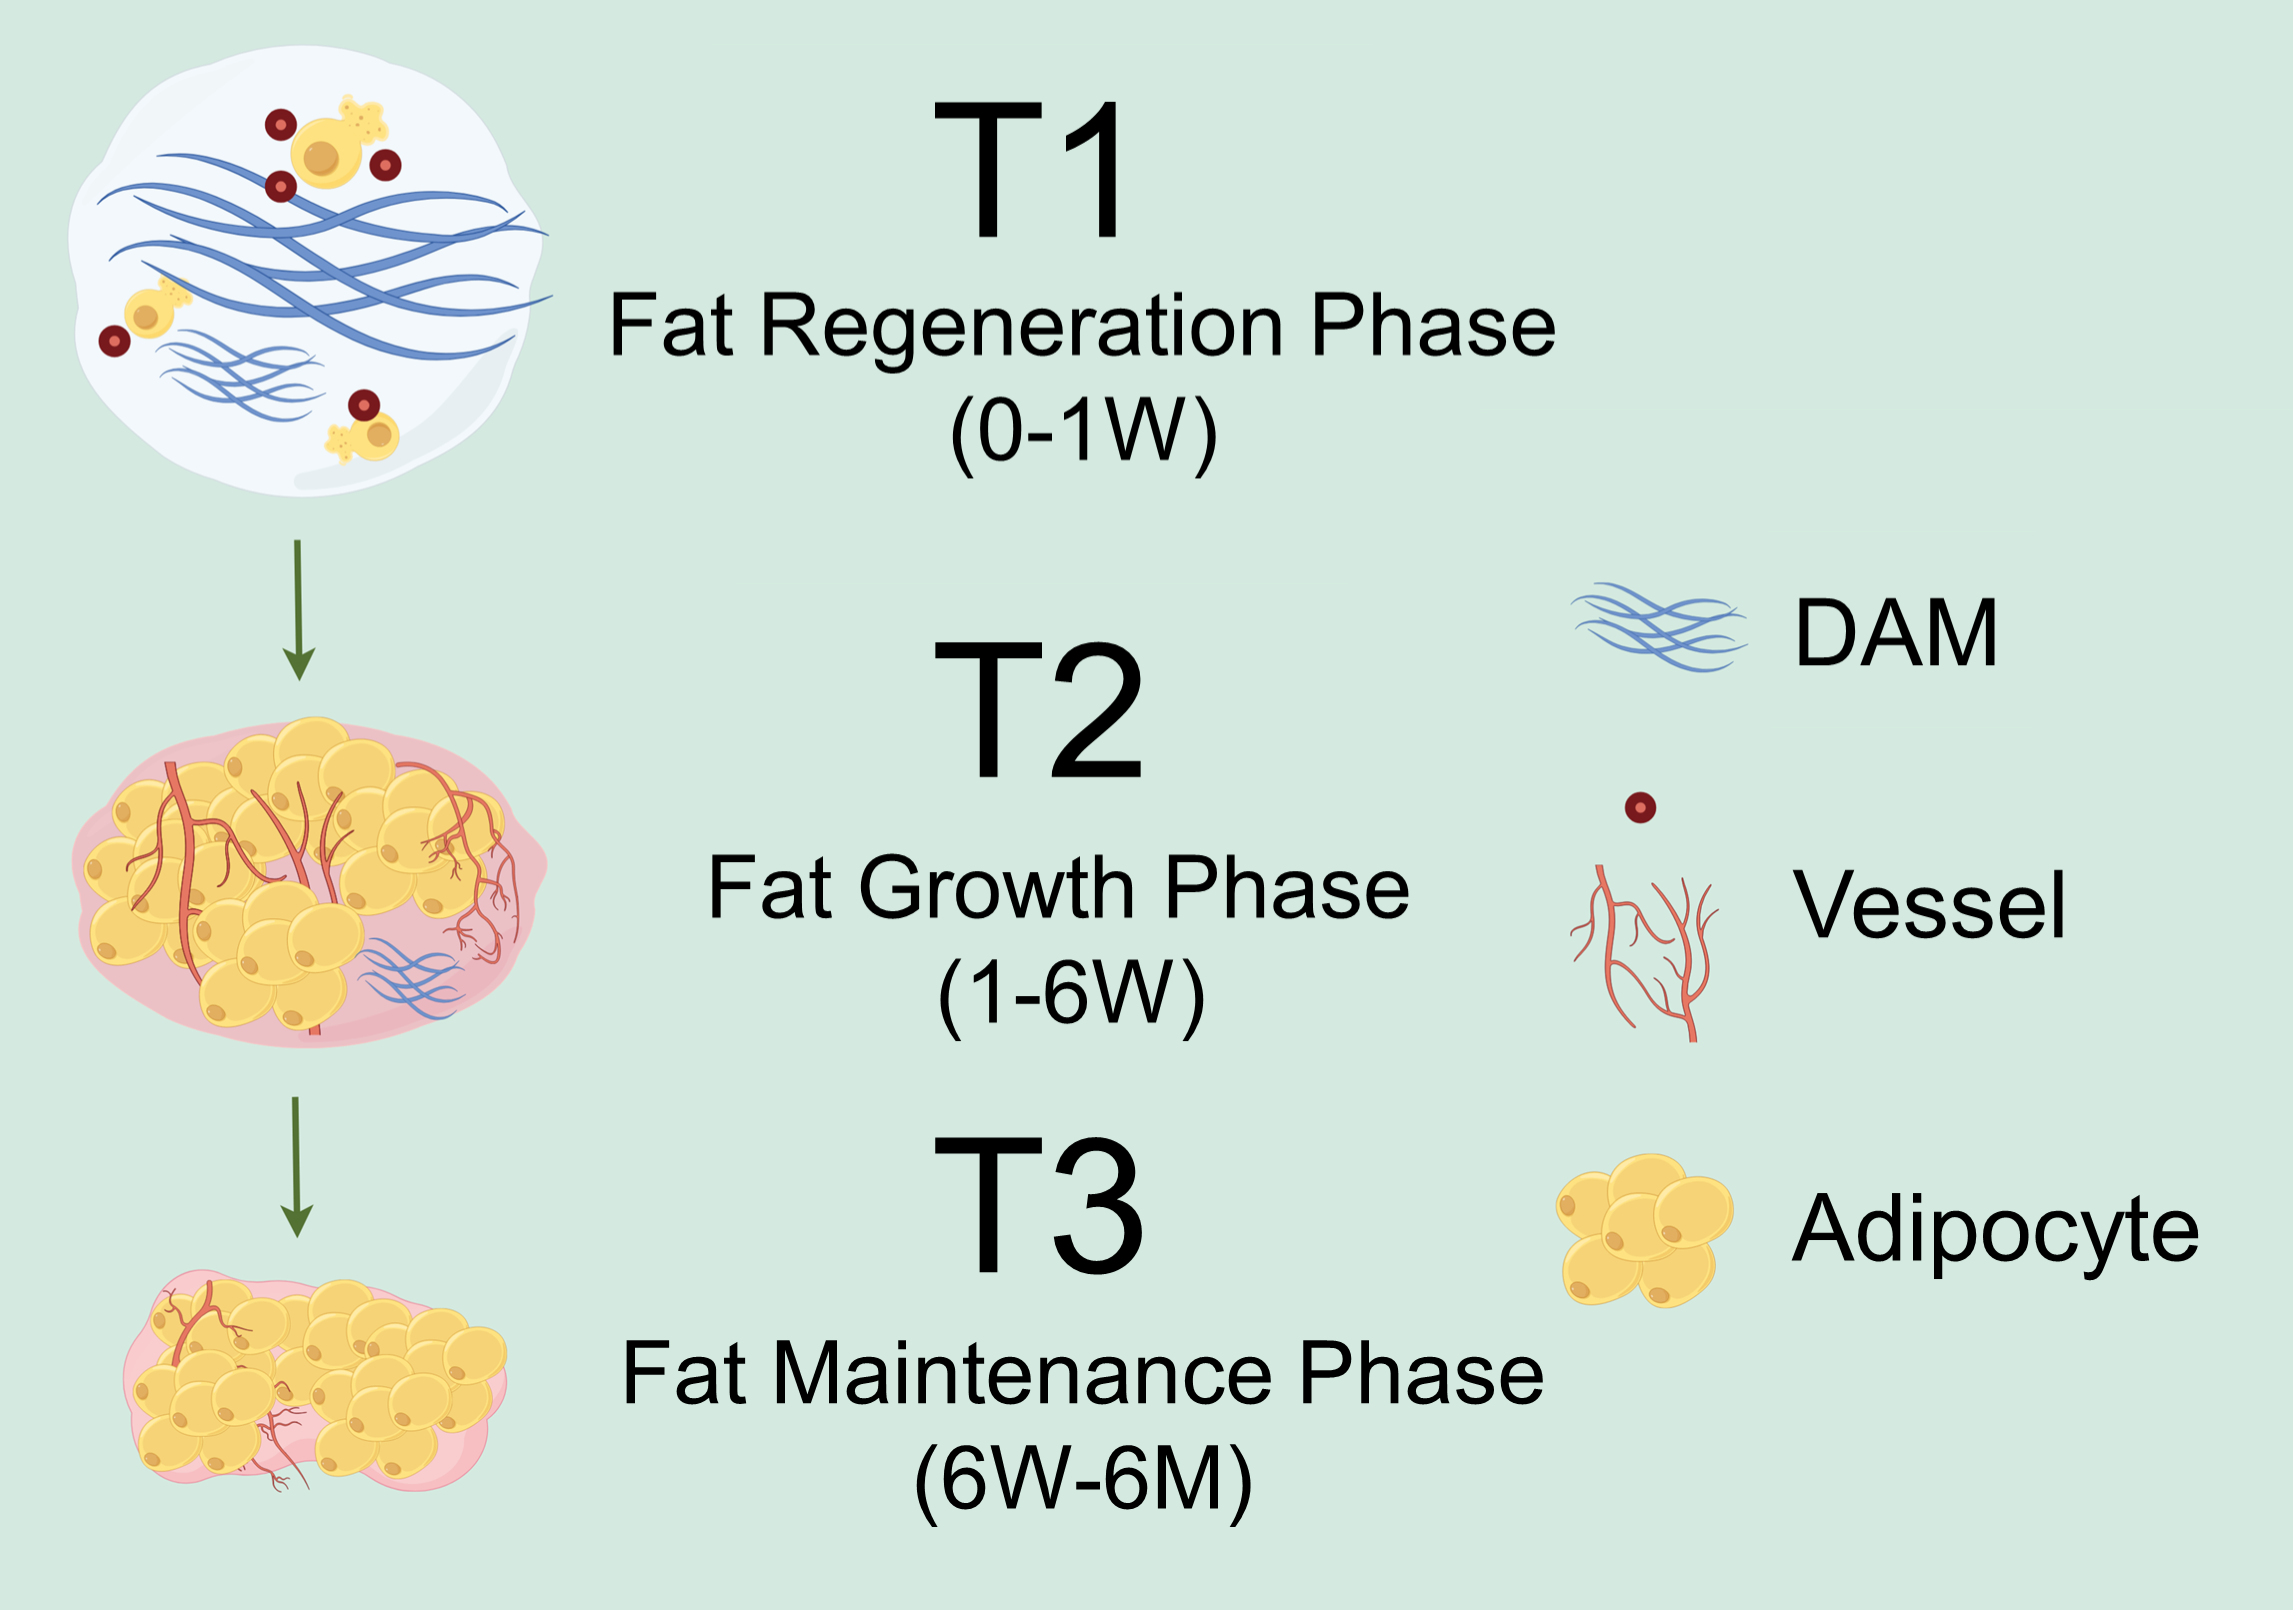 T1
Fat Regeneration Phase
(0-1W)
T2
Fat Growth Phase
(1-6W)
T3
Fat Maintenance Phase
(6W-6M)
DAM
Vessel
Adipocyte